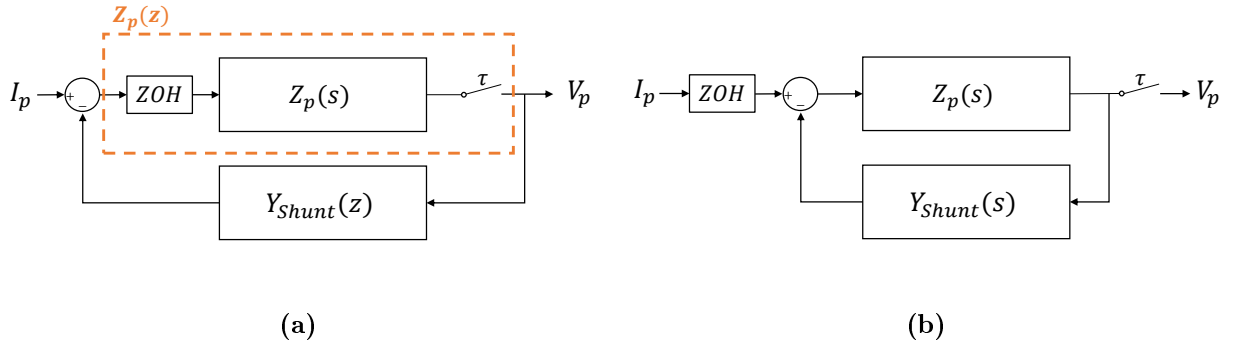 Z_p(z)
I_p + − ZOH Z_p(s) τ V_p
Y_Shunt(z)
(a)
I_p ZOH + − Z_p(s) τ V_p
Y_Shunt(s)
(b)